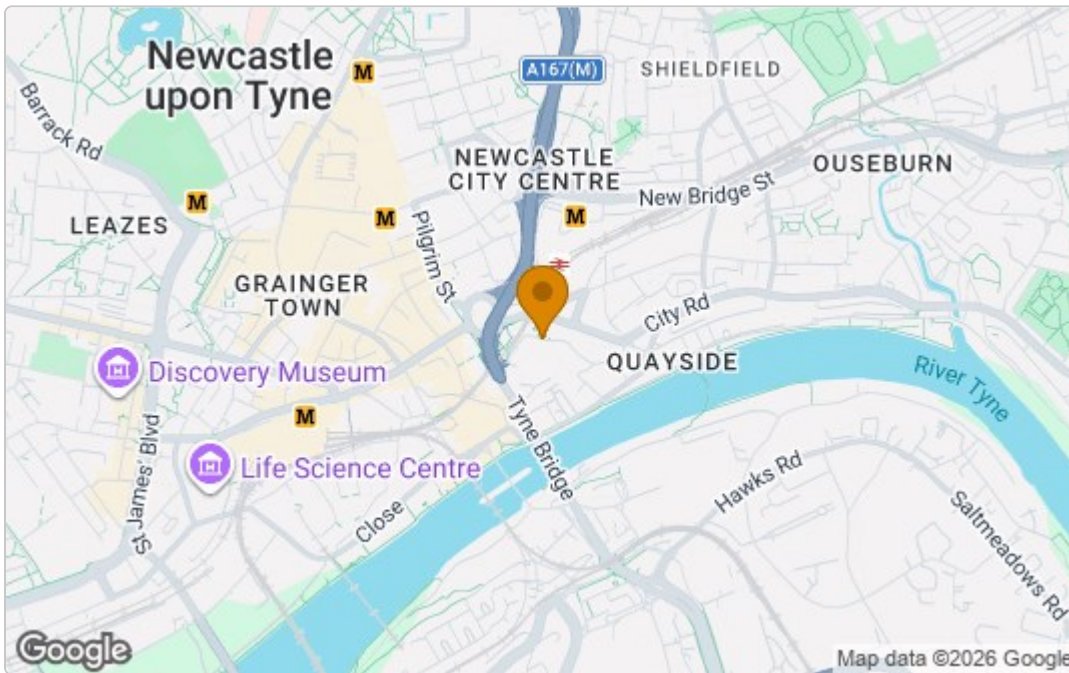 Newcastle
upon Tyne
M
A167(M)
SHIELDFIELD
Barrack Rd
NEWCASTLE
CITY CENTRE
OUSEBURN
New Bridge St
M
M
M
LEAZES
Pilgrim St
GRAINGER
TOWN
City Rd
QUAYSIDE
River Tyne
Discovery Museum
M
Tyne Bridge
St James' Blvd
Life Science Centre
Hawks Rd
Close
Saltmeadows Rd
Google
Map data ©2026 Google